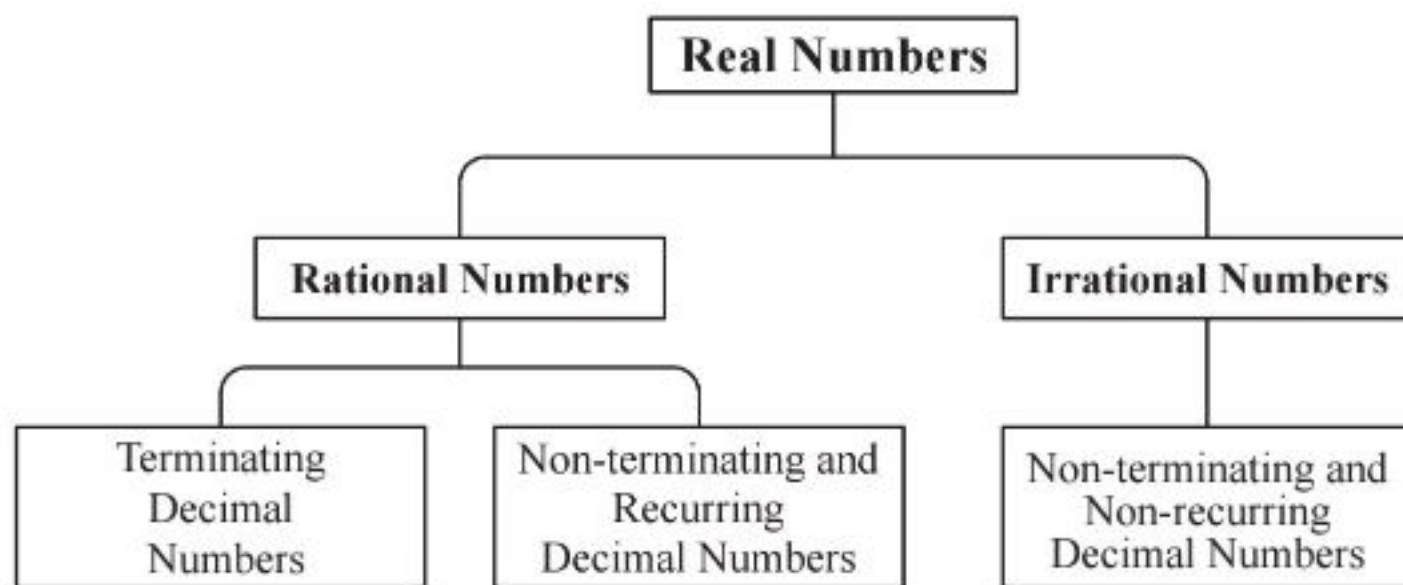 Real Numbers
Rational Numbers
Irrational Numbers
Terminating
Decimal
Numbers
Non-terminating and
Recurring
Decimal Numbers
Non-terminating and
Non-recurring
Decimal Numbers